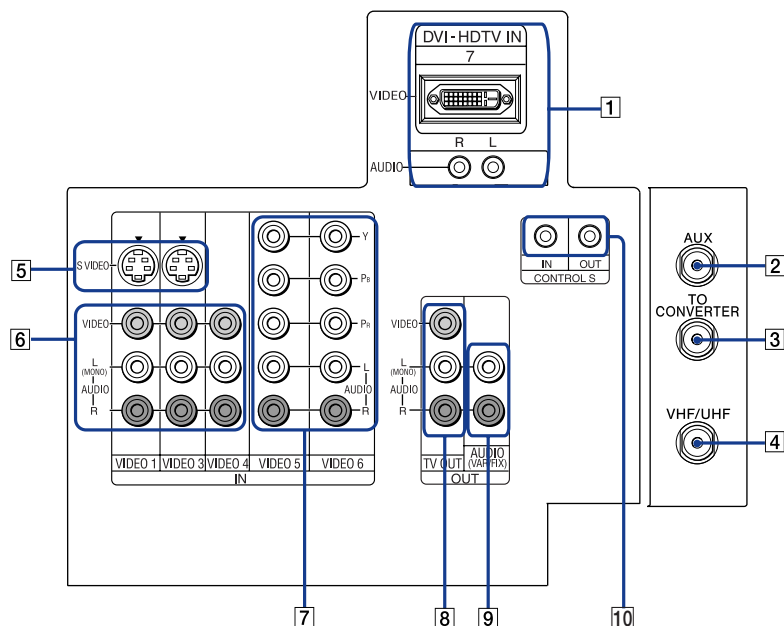 DVI-HDTV IN
7
VIDEO
R L
AUDIO
1
AUX
2
TO
CONVERTER
3
VHF/UHF
4
IN OUT
CONTROL S
10
5
S VIDEO
6
VIDEO
L
(MONO)
AUDIO
R
Y
PB
PR
L
AUDIO
R
VIDEO 1 VIDEO 3 VIDEO 4 VIDEO 5 VIDEO 6
IN
VIDEO
L
(MONO)
AUDIO
R
TV OUT
AUDIO
(VAR/FIX)
OUT
7
8
9